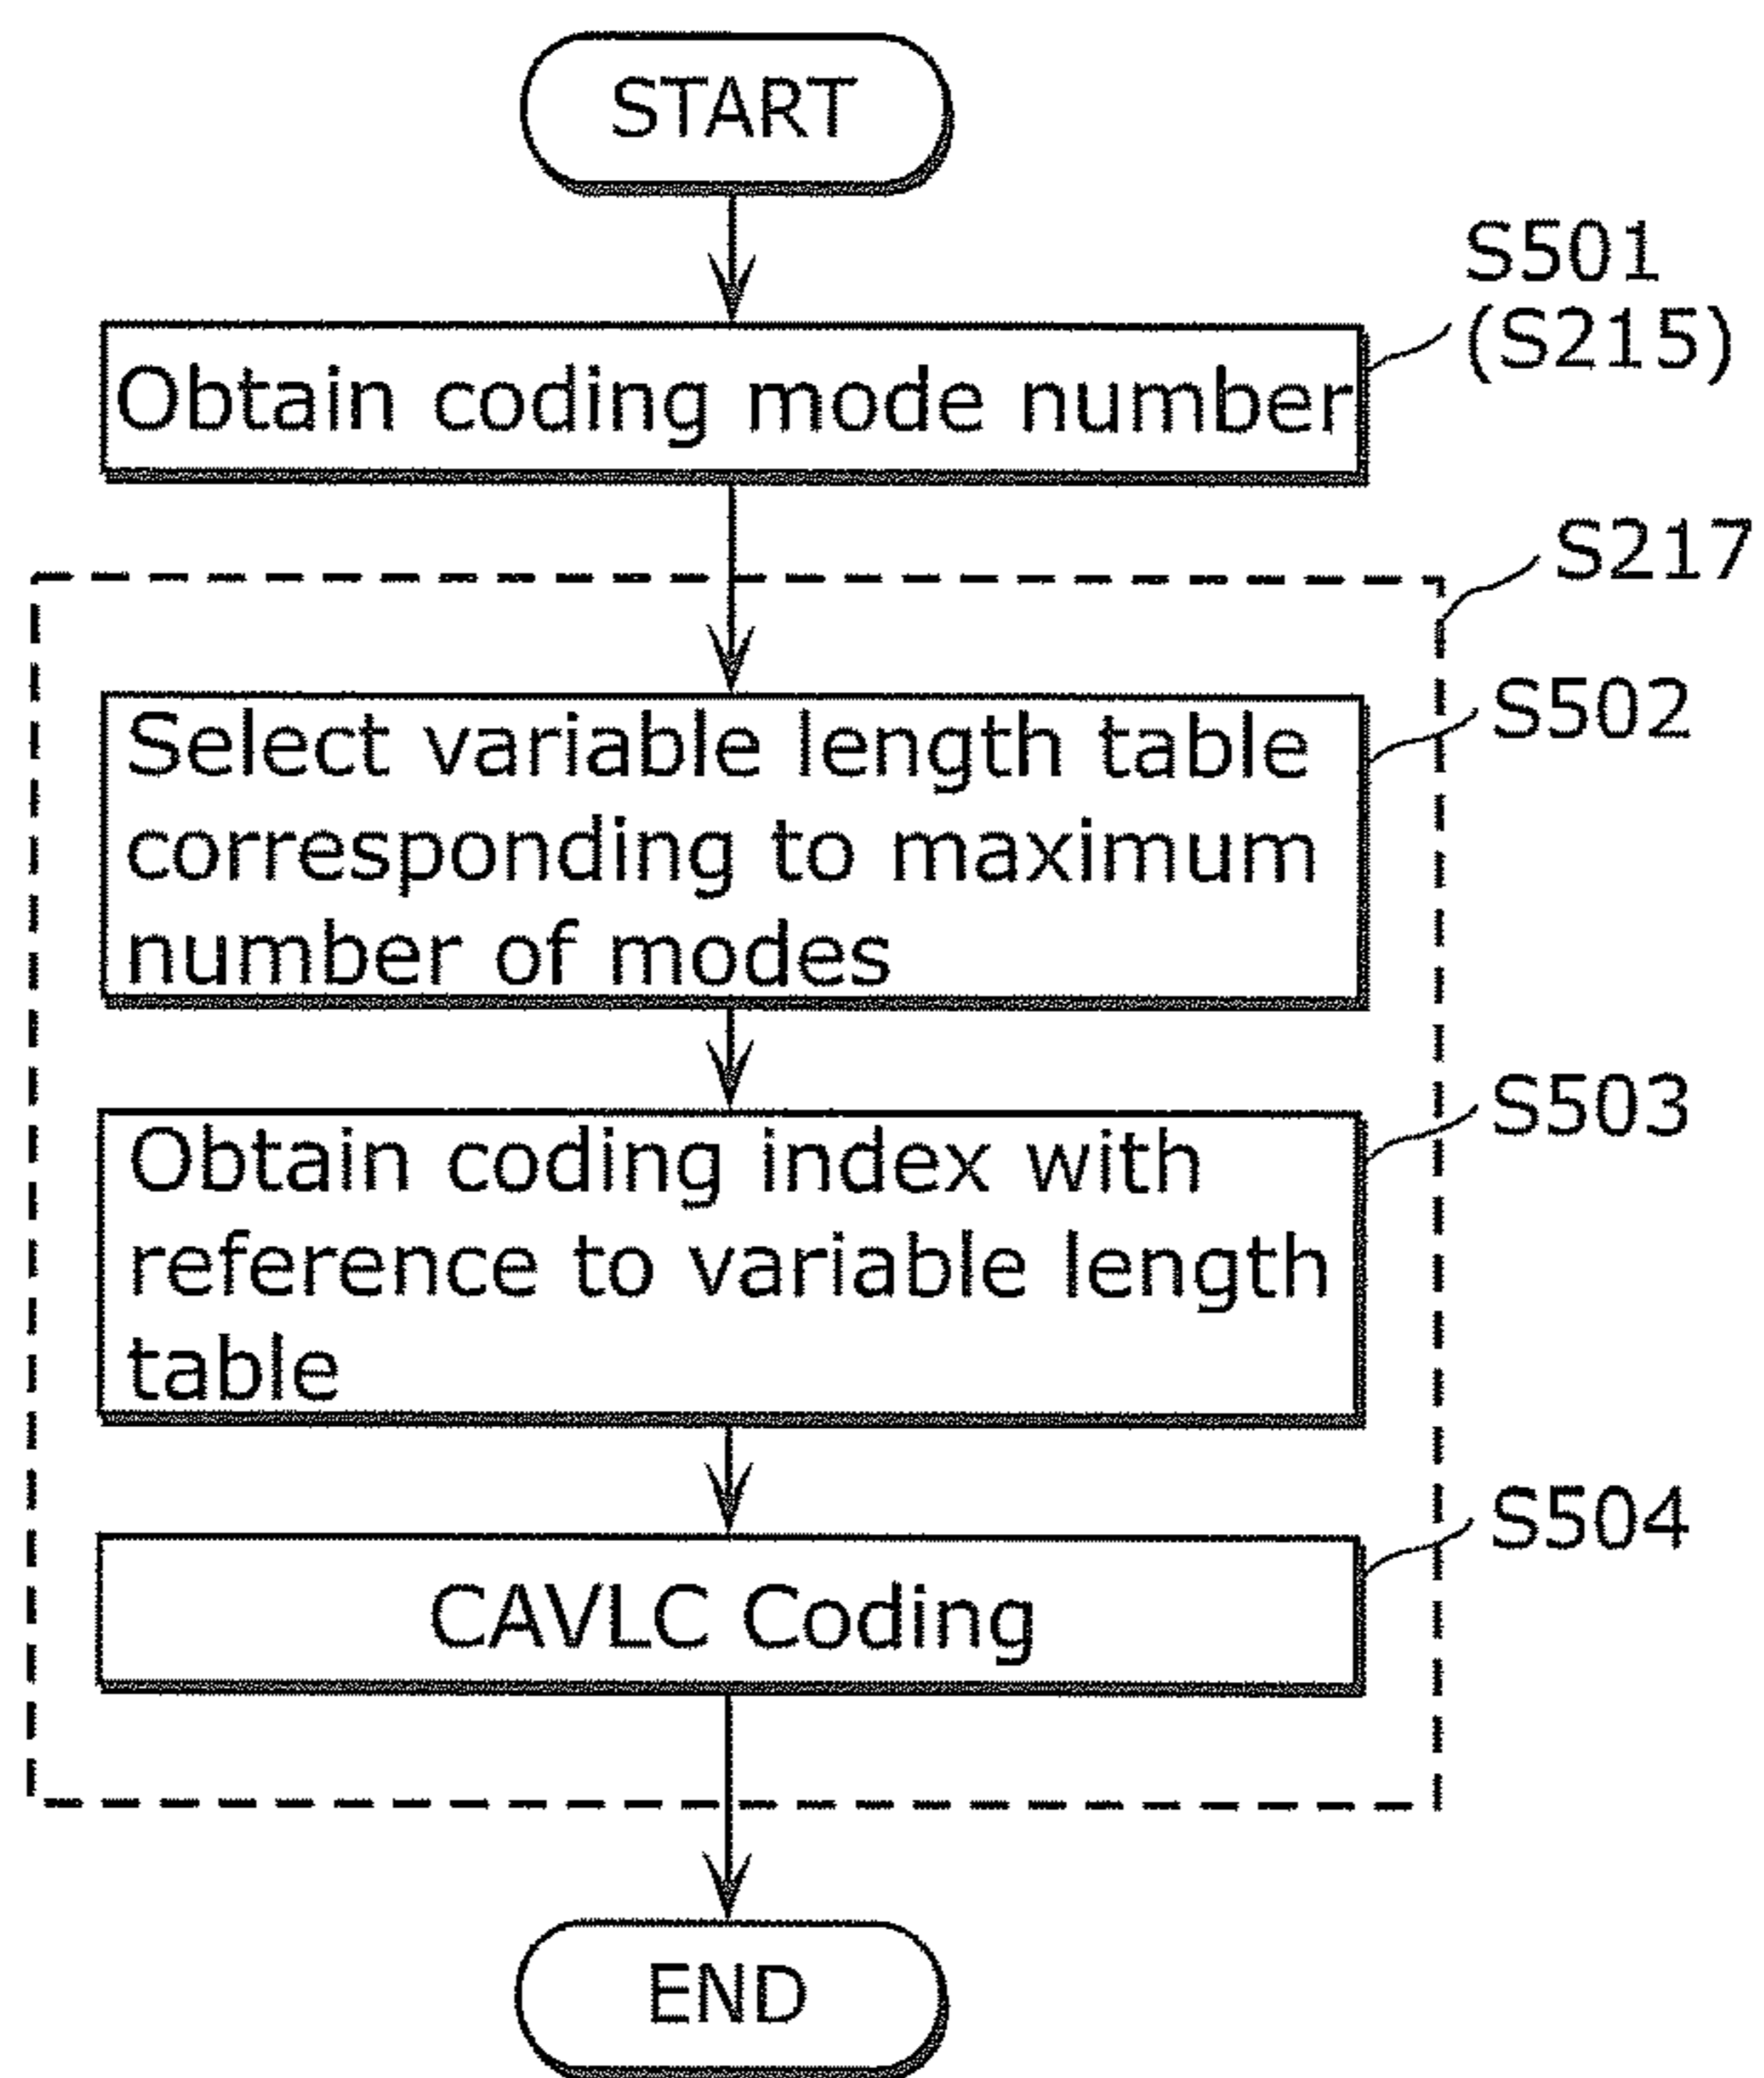 START
S501
(S215)
Obtain coding mode number
S217
S502
Select variable length table
corresponding to maximum
number of modes
S503
Obtain coding index with
reference to variable length
table
S504
CAVLC Coding
END